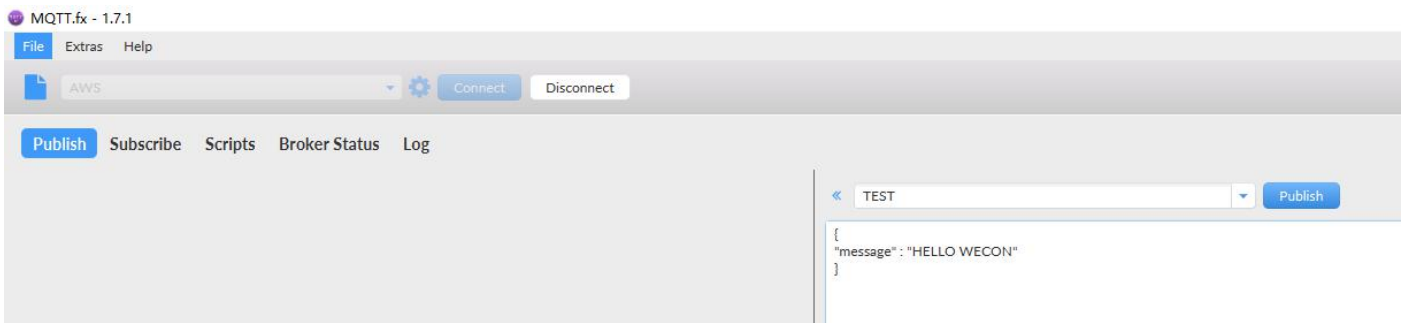 MQTT.fx - 1.7.1
File Extras Help
AWS Connect Disconnect
Publish Subscribe Scripts Broker Status Log
« TEST Publish
{
"message" : "HELLO WECON"
}